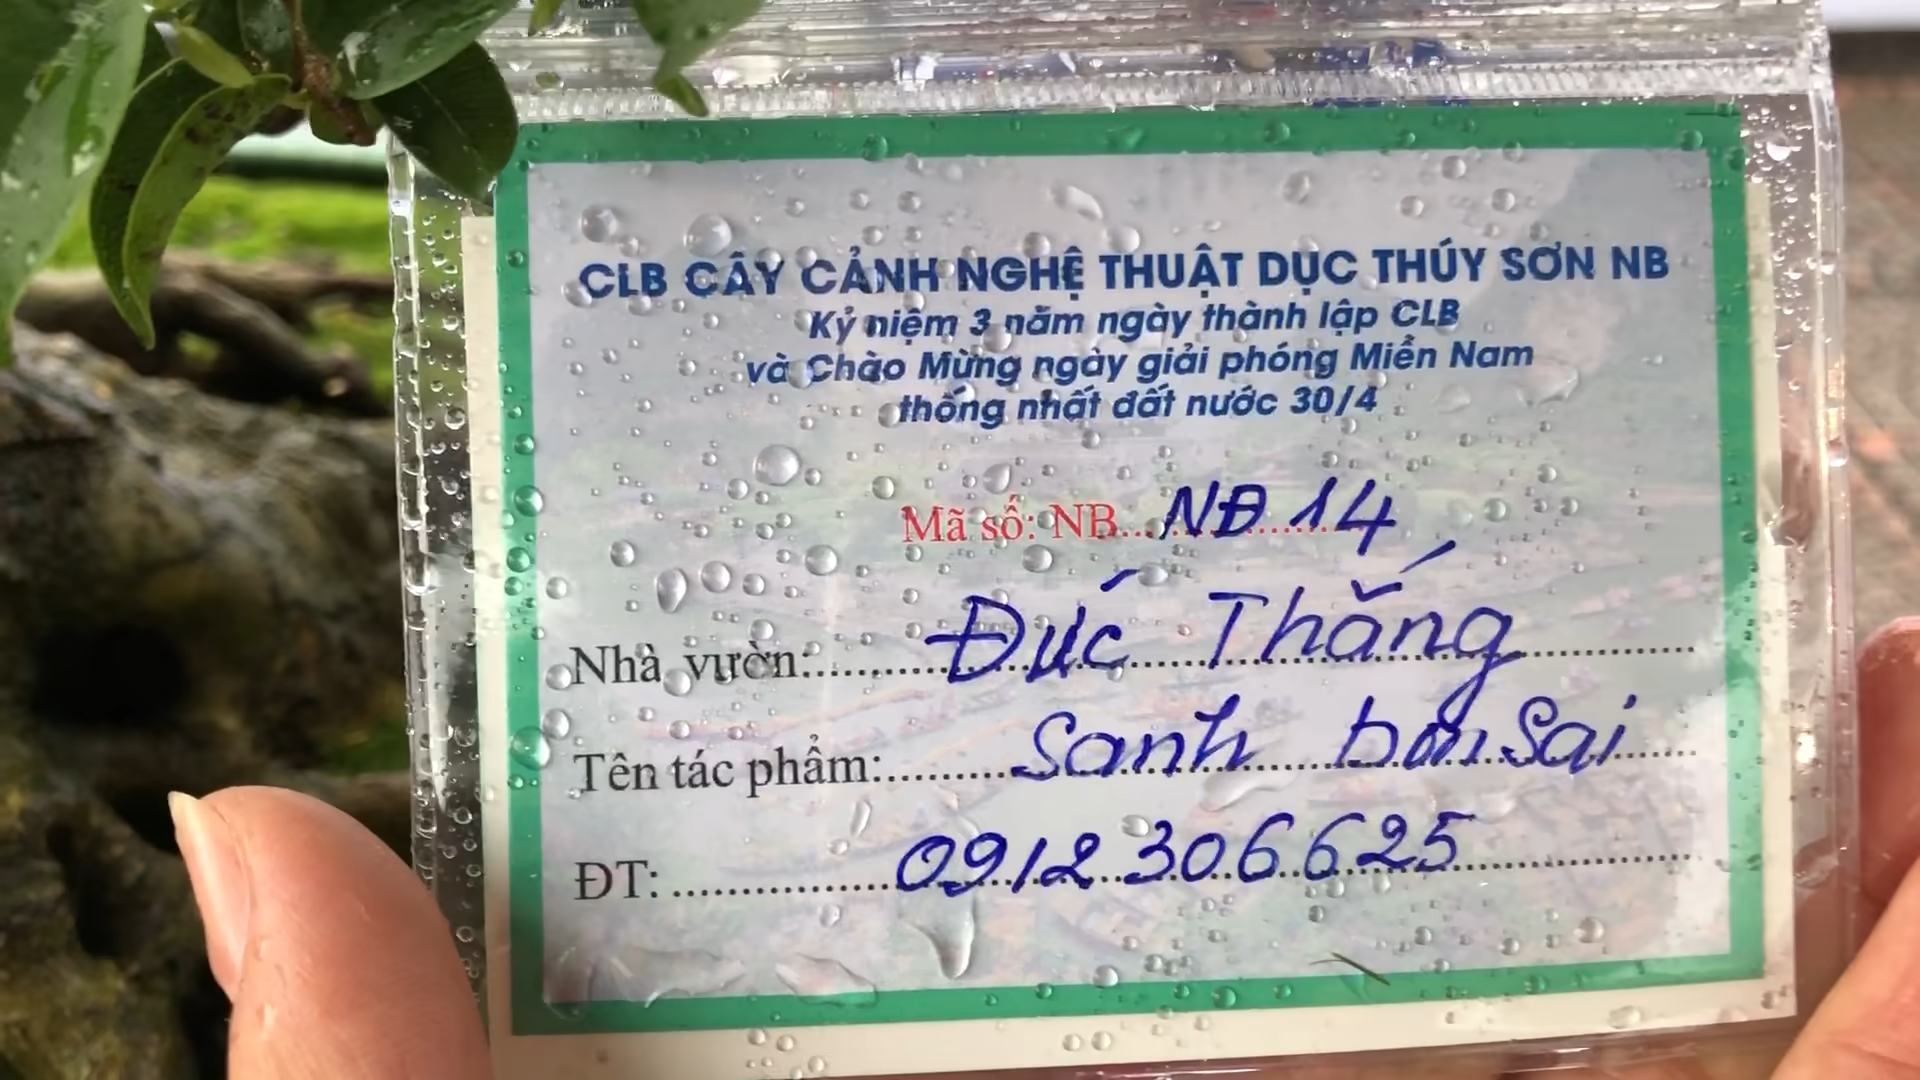 CLB CÂY CẢNH NGHỆ THUẬT DỤC THÚY SƠN NB
Kỷ niệm 3 năm ngày thành lập CLB
và Chào Mừng ngày giải phóng Miền Nam
thống nhất đất nước 30/4
Mã số: NB...NĐ 14
Nhà vườn:..........Đức Thắng..........
Tên tác phẩm:..........Sanh bonSai.....
ĐT: ..............0912306625..............